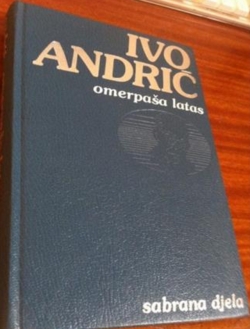 IVO
ANDRIĆ
omerpaša latas
sabrana djela